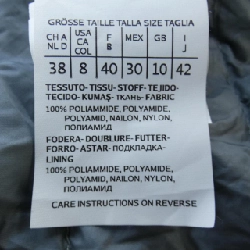 GRÖSSE TAILLE TALLA SIZE TAGLIA
CH A NL D USA CA COL F B MEX GB I J
38 8 40 30 10 42
TESSUTO-TISSU-STOFF-TEJIDO-
TECIDO-KUMAŞ-ТКАНЬ-FABRIC
100% POLIAMMIDE, POLYAMIDE,
POLYAMID, NAILON, NYLON,
ПОЛИАМИД
FODERA-DOUBLURE-FUTTER-
FORRO-ASTAR-ПОДКЛАДКА-
LINING
100% POLIAMMIDE, POLYAMIDE,
POLYAMID, NAILON, NYLON,
ПОЛИАМИД
CARE INSTRUCTIONS ON REVERSE